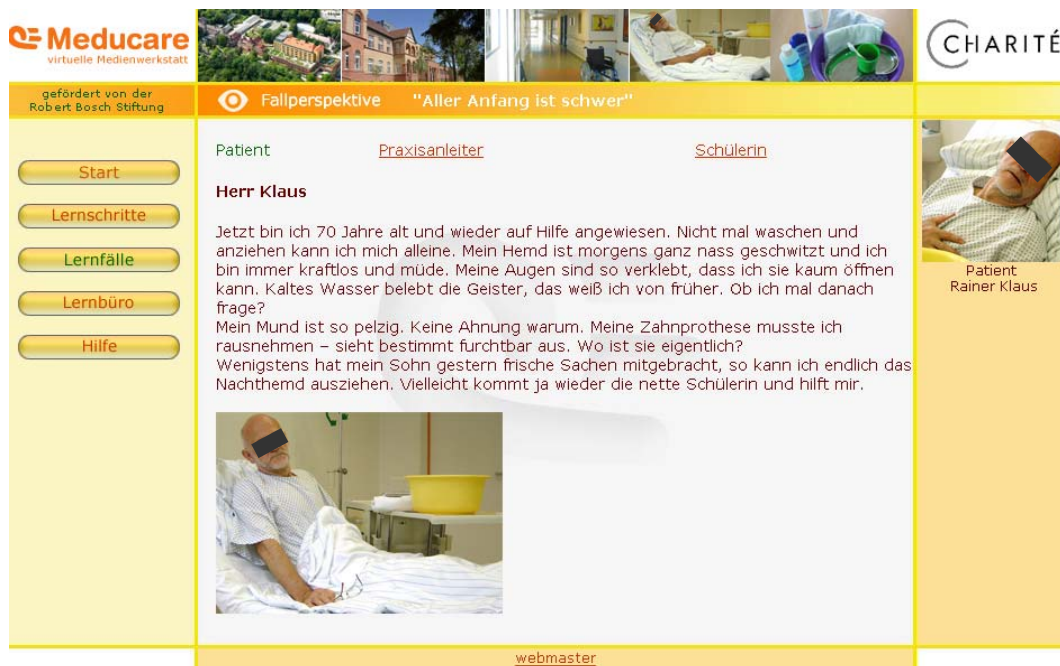 Meducare
virtuelle Medienwerkstatt
CHARITÉ
gefördert von der
Robert Bosch Stiftung
Fallperspektive "Aller Anfang ist schwer"
Start
Lernschritte
Lernfälle
Lernbüro
Hilfe
Patient Praxisanleiter Schülerin
Herr Klaus
Jetzt bin ich 70 Jahre alt und wieder auf Hilfe angewiesen. Nicht mal waschen und
anziehen kann ich mich alleine. Mein Hemd ist morgens ganz nass geschwitzt und ich
bin immer kraftlos und müde. Meine Augen sind so verklebt, dass ich sie kaum öffnen
kann. Kaltes Wasser belebt die Geister, das weiß ich von früher. Ob ich mal danach
frage?
Mein Mund ist so pelzig. Keine Ahnung warum. Meine Zahnprothese musste ich
rausnehmen – sieht bestimmt furchtbar aus. Wo ist sie eigentlich?
Wenigstens hat mein Sohn gestern frische Sachen mitgebracht, so kann ich endlich das
Nachthemd ausziehen. Vielleicht kommt ja wieder die nette Schülerin und hilft mir.
Patient
Rainer Klaus
webmaster